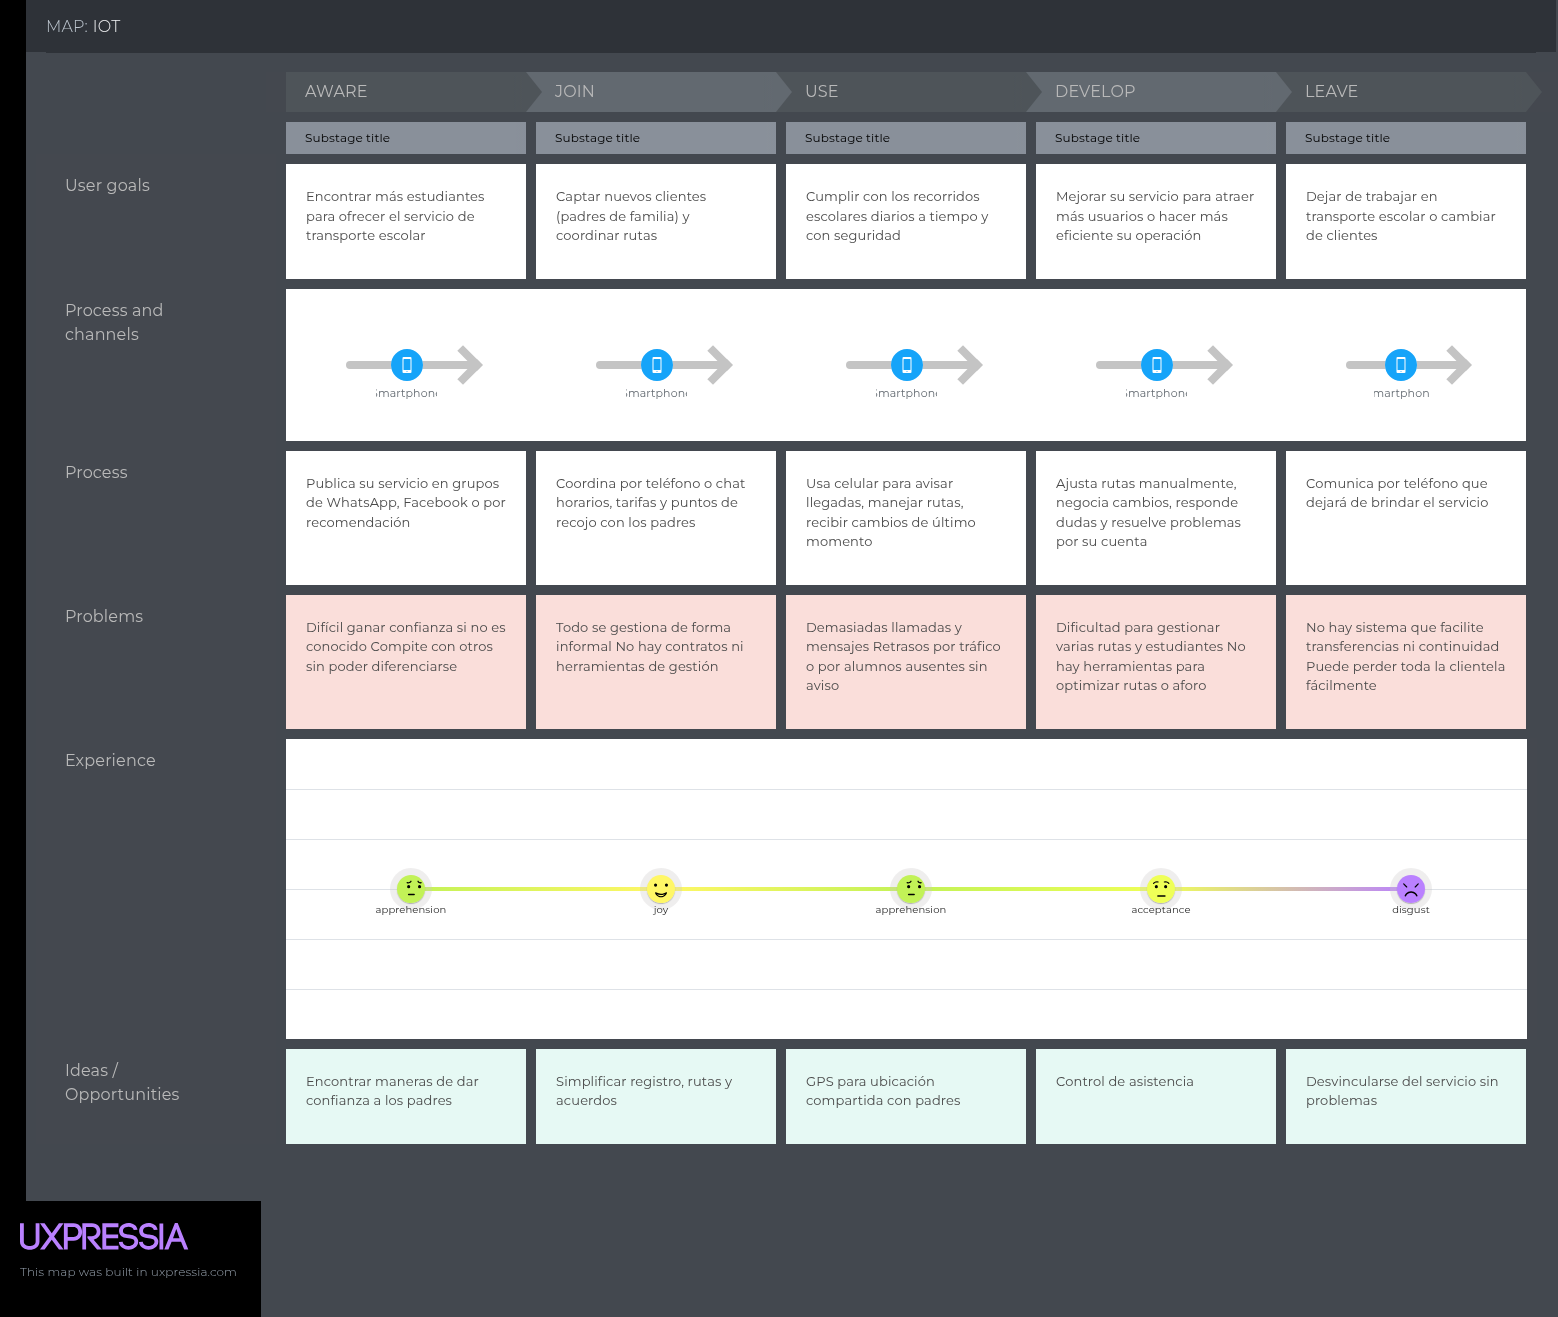 MAP: IOT
AWARE
JOIN
USE
DEVELOP
LEAVE
Substage title
Substage title
Substage title
Substage title
Substage title
User goals
Encontrar más estudiantes
para ofrecer el servicio de
transporte escolar
Captar nuevos clientes
(padres de familia) y
coordinar rutas
Cumplir con los recorridos
escolares diarios a tiempo y
con seguridad
Mejorar su servicio para atraer
más usuarios o hacer más
eficiente su operación
Dejar de trabajar en
transporte escolar o cambiar
de clientes
Process and
channels
martphon
martphon
martphon
martphon
martphon
Process
Publica su servicio en grupos
de WhatsApp, Facebook o por
recomendación
Coordina por teléfono o chat
horarios, tarifas y puntos de
recojo con los padres
Usa celular para avisar
llegadas, manejar rutas,
recibir cambios de último
momento
Ajusta rutas manualmente,
negocia cambios, responde
dudas y resuelve problemas
por su cuenta
Comunica por teléfono que
dejará de brindar el servicio
Problems
Difícil ganar confianza si no es
conocido Compite con otros
sin poder diferenciarse
Todo se gestiona de forma
informal No hay contratos ni
herramientas de gestión
Demasiadas llamadas y
mensajes Retrasos por tráfico
o por alumnos ausentes sin
aviso
Dificultad para gestionar
varias rutas y estudiantes No
hay herramientas para
optimizar rutas o aforo
No hay sistema que facilite
transferencias ni continuidad
Puede perder toda la clientela
fácilmente
Experience
apprehension
joy
apprehension
acceptance
disgust
Ideas /
Opportunities
Encontrar maneras de dar
confianza a los padres
Simplificar registro, rutas y
acuerdos
GPS para ubicación
compartida con padres
Control de asistencia
Desvincularse del servicio sin
problemas
UXPRESSIA
This map was built in uxpressia.com